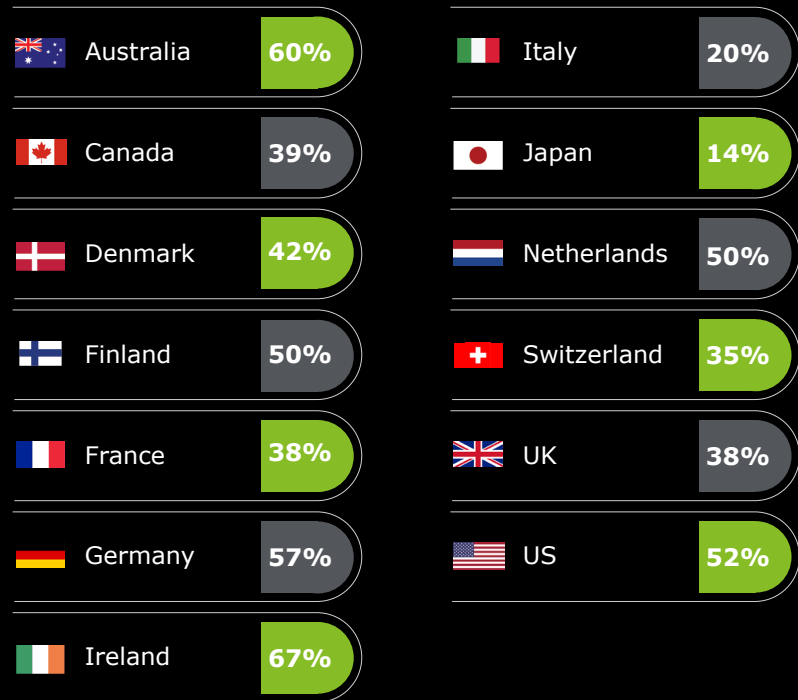 Australia 60%
Canada 39%
Denmark 42%
Finland 50%
France 38%
Germany 57%
Ireland 67%
Italy 20%
Japan 14%
Netherlands 50%
Switzerland 35%
UK 38%
US 52%